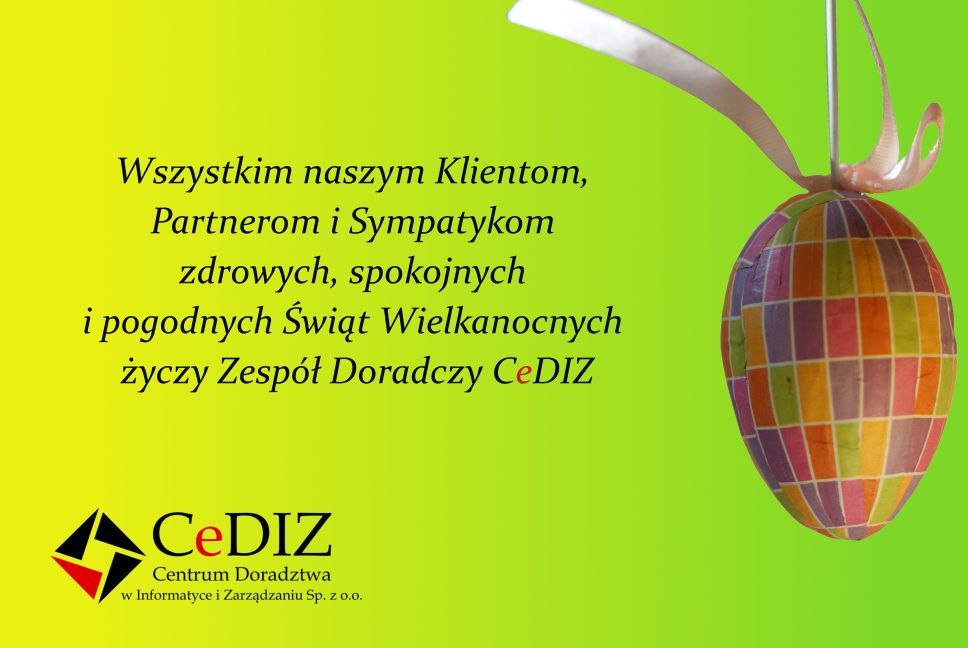 Wszystkim naszym Klientom,
Partnerom i Sympatykom
zdrowych, spokojnych
i pogodnych Świąt Wielkanocnych
życzy Zespół Doradczy CeDIZ
CeDIZ
Centrum Doradztwa
w Informatyce i Zarządzaniu Sp. z o.o.